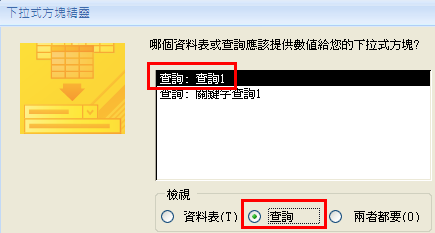 下拉式方塊精靈
哪個資料表或查詢應該提供數值給您的下拉式方塊?
查詢: 查詢1
查詢: 關鍵字查詢1
檢視
資料表(T) 查詢 兩者都要(O)